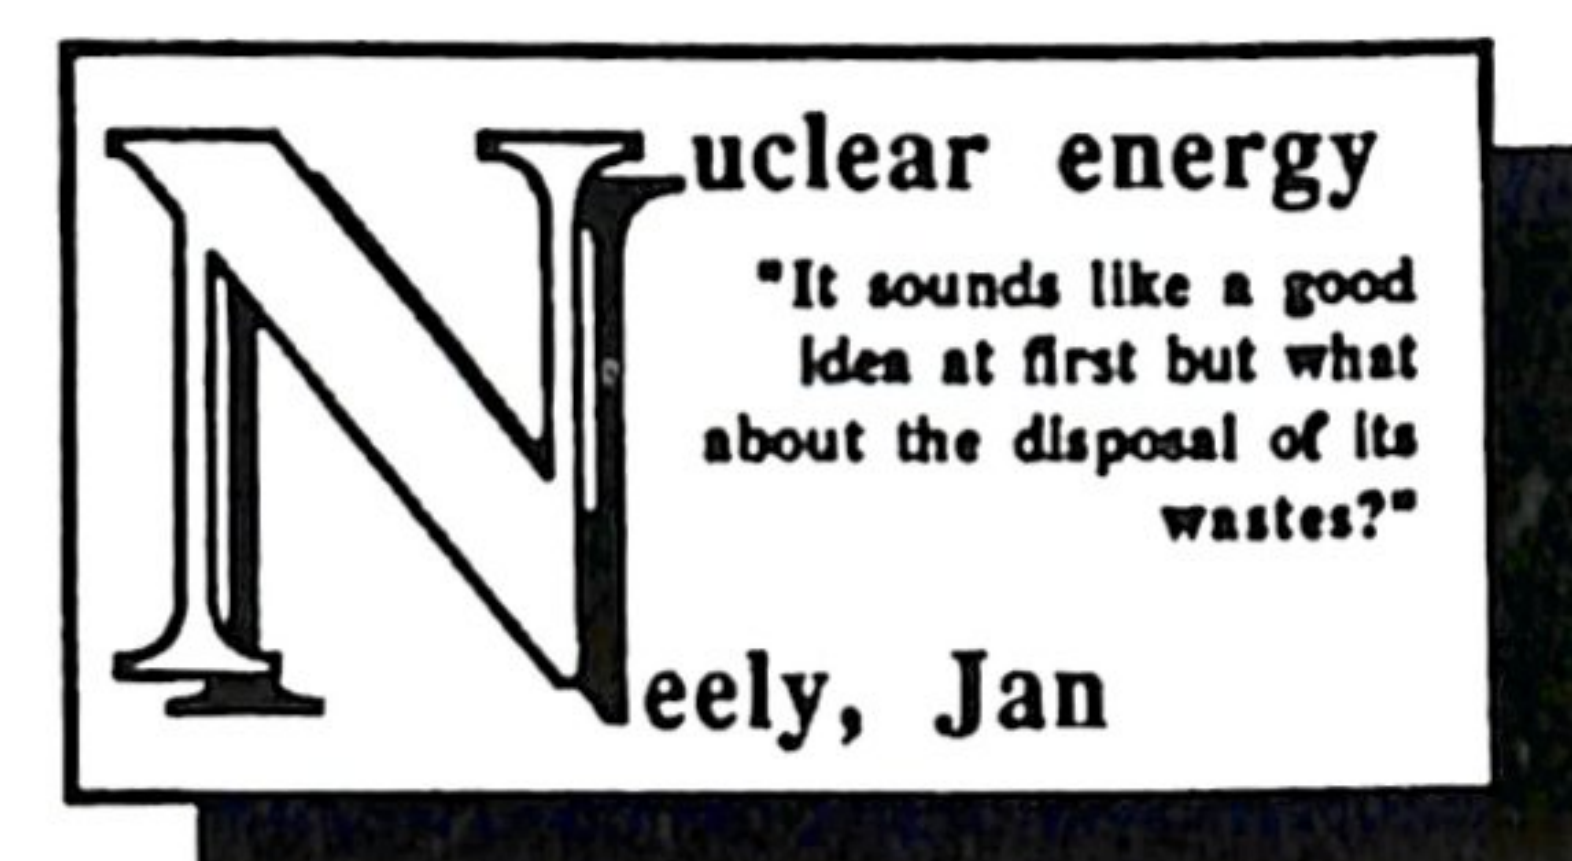 Nuclear energy
"It sounds like a good
idea at first but what
about the disposal of its
wastes?"
Neely, Jan